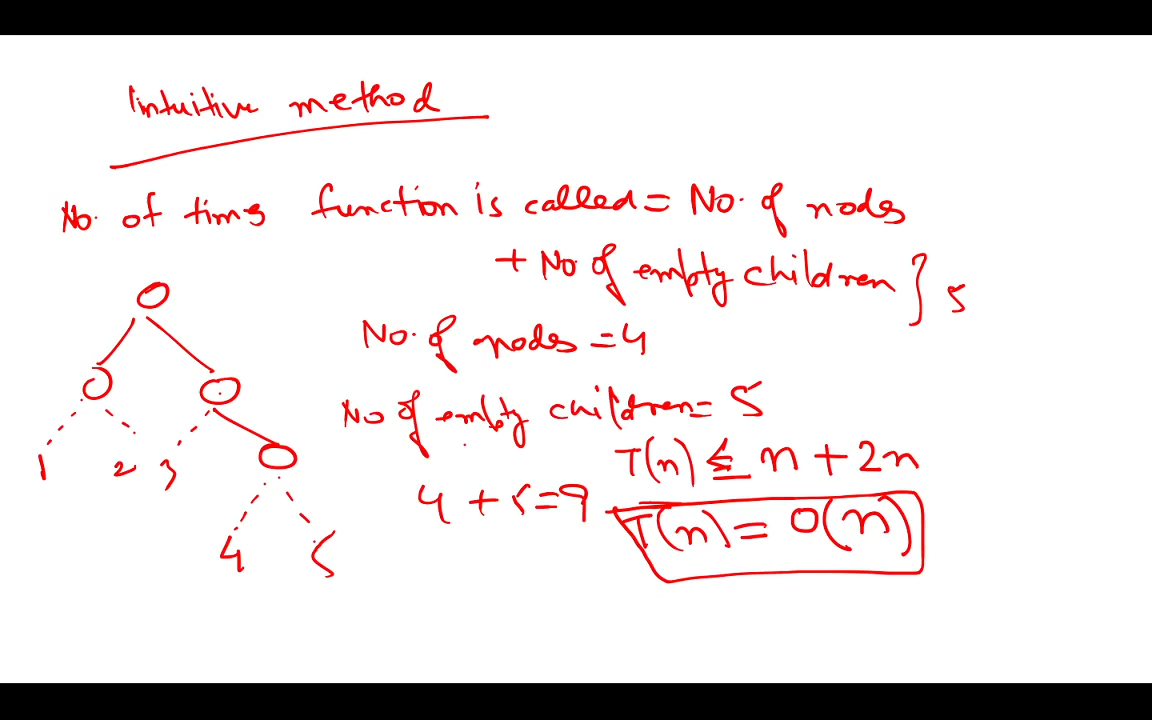 Intuitive method
No. of times function is called = No. of nodes
+ No of empty children } 5
No. of nodes = 4
No of empty children = 5
T(n) ≤ n + 2n
4 + 5 = 9
T(n) = O(n)
1 2 3
4 5